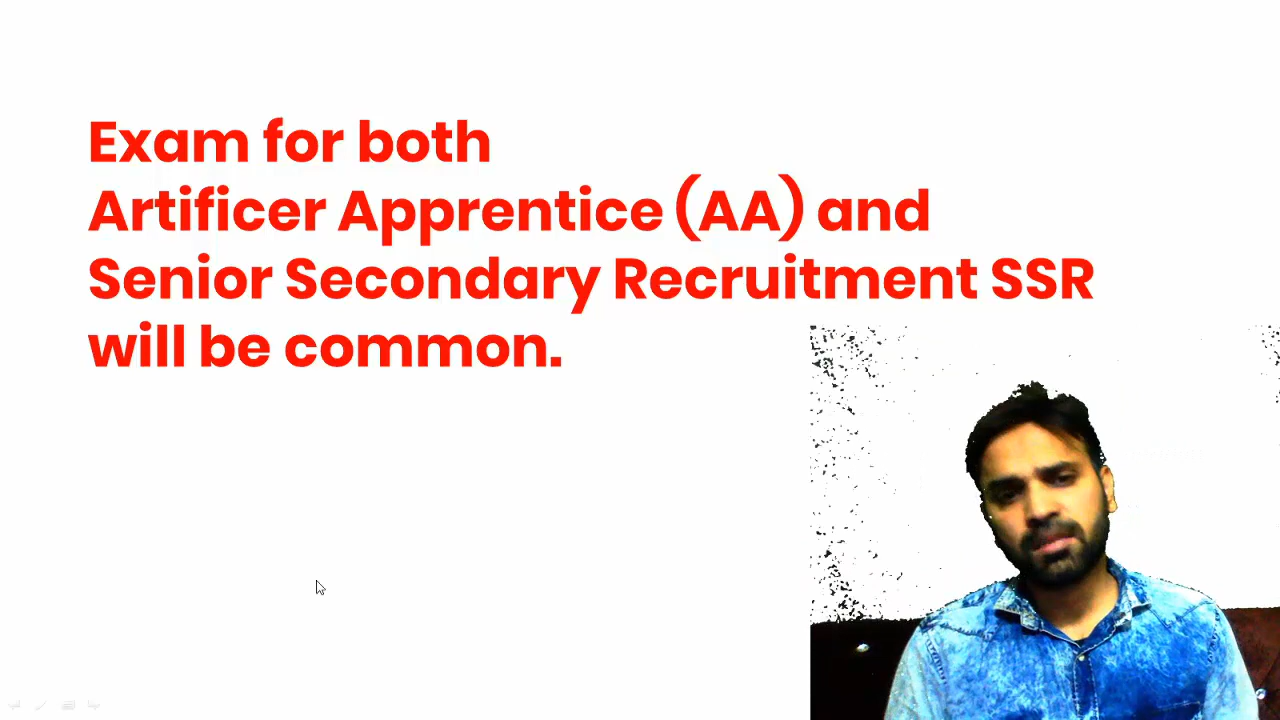 Exam for both
Artificer Apprentice (AA) and
Senior Secondary Recruitment SSR
will be common.